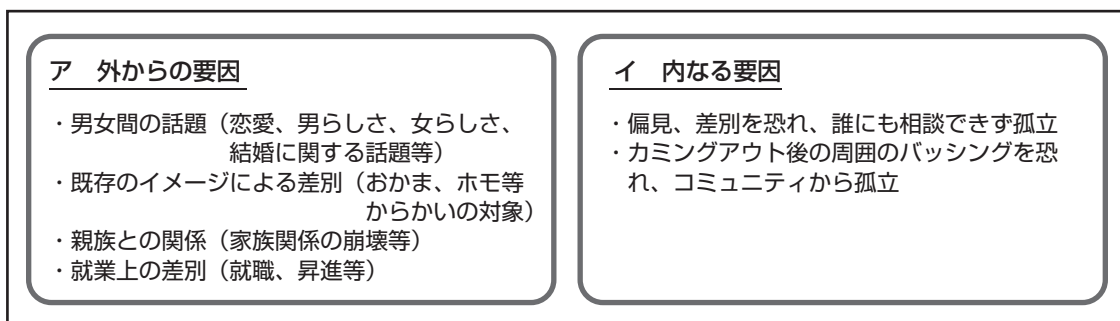 ア　外からの要因
・男女間の話題（恋愛、男らしさ、女らしさ、
結婚に関する話題等）
・既存のイメージによる差別（おかま、ホモ等
からかいの対象）
・親族との関係（家族関係の崩壊等）
・就業上の差別（就職、昇進等）
イ　内なる要因
・偏見、差別を恐れ、誰にも相談できず孤立
・カミングアウト後の周囲のバッシングを恐
れ、コミュニティから孤立